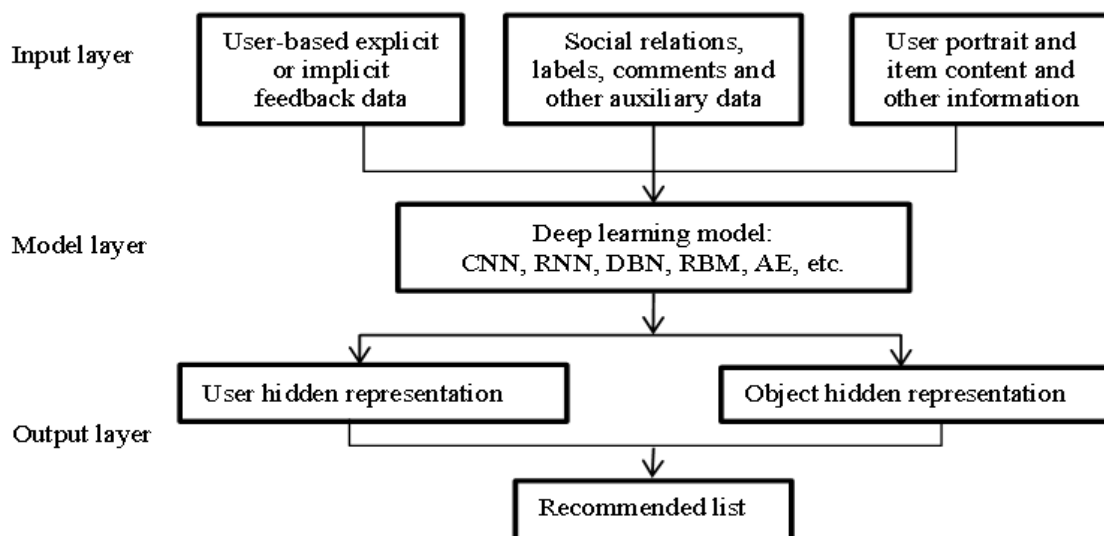 Input layer
User-based explicit
or implicit
feedback data
Social relations,
labels, comments and
other auxiliary data
User portrait and
item content and
other information
Model layer
Deep learning model:
CNN, RNN, DBN, RBM, AE, etc.
User hidden representation
Object hidden representation
Output layer
Recommended list